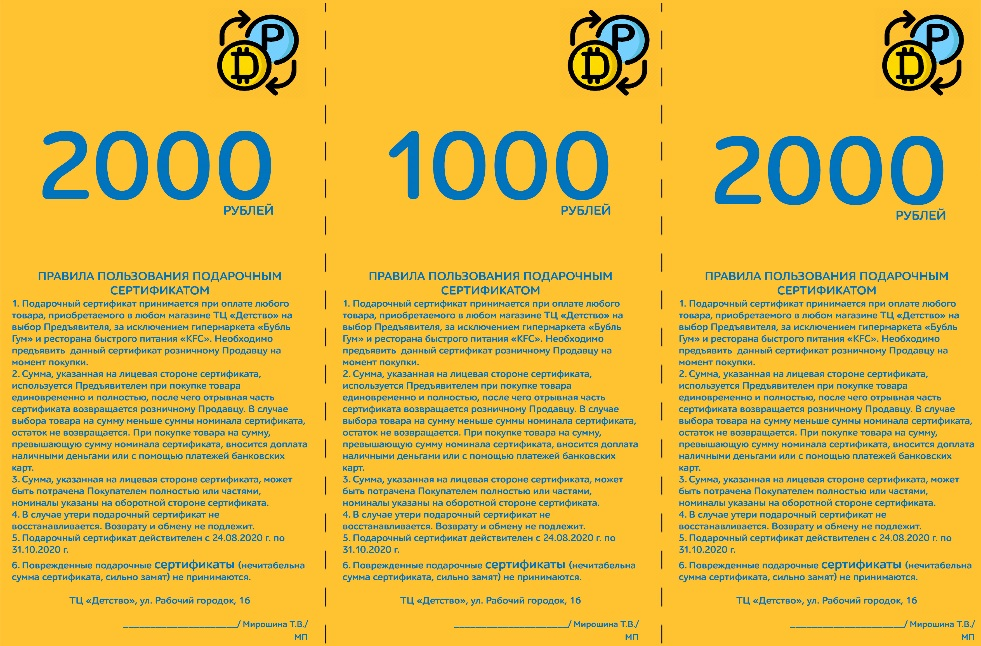 2000
РУБЛЕЙ
ПРАВИЛА ПОЛЬЗОВАНИЯ ПОДАРОЧНЫМ
СЕРТИФИКАТОМ
1. Подарочный сертификат принимается при оплате любого
товара, приобретаемого в любом магазине ТЦ «Детство» на
выбор Предъявителя, за исключением гипермаркета «Бубль
Гум» и ресторана быстрого питания «KFC». Необходимо
предъявить данный сертификат розничному Продавцу на
момент покупки.
2. Сумма, указанная на лицевой стороне сертификата,
используется Предъявителем при покупке товара
единовременно и полностью, после чего отрывная часть
сертификата возвращается розничному Продавцу. В случае
выбора товара на сумму меньше суммы номинала сертификата,
остаток не возвращается. При покупке товара на сумму,
превышающую сумму номинала сертификата, вносится доплата
наличными деньгами или с помощью платежей банковских
карт.
3. Сумма, указанная на лицевой стороне сертификате, может
быть потрачена Покупателем полностью или частями,
номиналы указаны на оборотной стороне сертификата.
4. В случае утери подарочный сертификат не
восстанавливается. Возврату и обмену не подлежит.
5. Подарочный сертификат действителен с 24.08.2020 г. по
31.10.2020 г.
6. Поврежденные подарочные сертификаты (нечитабельна
сумма сертификата, сильно замят) не принимаются.
ТЦ «Детство», ул. Рабочий городок, 16
______________________/ Мирошина Т.В./
МП
1000
РУБЛЕЙ
ПРАВИЛА ПОЛЬЗОВАНИЯ ПОДАРОЧНЫМ
СЕРТИФИКАТОМ
1. Подарочный сертификат принимается при оплате любого
товара, приобретаемого в любом магазине ТЦ «Детство» на
выбор Предъявителя, за исключением гипермаркета «Бубль
Гум» и ресторана быстрого питания «KFC». Необходимо
предъявить данный сертификат розничному Продавцу на
момент покупки.
2. Сумма, указанная на лицевой стороне сертификата,
используется Предъявителем при покупке товара
единовременно и полностью, после чего отрывная часть
сертификата возвращается розничному Продавцу. В случае
выбора товара на сумму меньше суммы номинала сертификата,
остаток не возвращается. При покупке товара на сумму,
превышающую сумму номинала сертификата, вносится доплата
наличными деньгами или с помощью платежей банковских
карт.
3. Сумма, указанная на лицевой стороне сертификате, может
быть потрачена Покупателем полностью или частями,
номиналы указаны на оборотной стороне сертификата.
4. В случае утери подарочный сертификат не
восстанавливается. Возврату и обмену не подлежит.
5. Подарочный сертификат действителен с 24.08.2020 г. по
31.10.2020 г.
6. Поврежденные подарочные сертификаты (нечитабельна
сумма сертификата, сильно замят) не принимаются.
ТЦ «Детство», ул. Рабочий городок, 16
______________________/ Мирошина Т.В./
МП
2000
РУБЛЕЙ
ПРАВИЛА ПОЛЬЗОВАНИЯ ПОДАРОЧНЫМ
СЕРТИФИКАТОМ
1. Подарочный сертификат принимается при оплате любого
товара, приобретаемого в любом магазине ТЦ «Детство» на
выбор Предъявителя, за исключением гипермаркета «Бубль
Гум» и ресторана быстрого питания «KFC». Необходимо
предъявить данный сертификат розничному Продавцу на
момент покупки.
2. Сумма, указанная на лицевой стороне сертификата,
используется Предъявителем при покупке товара
единовременно и полностью, после чего отрывная часть
сертификата возвращается розничному Продавцу. В случае
выбора товара на сумму меньше суммы номинала сертификата,
остаток не возвращается. При покупке товара на сумму,
превышающую сумму номинала сертификата, вносится доплата
наличными деньгами или с помощью платежей банковских
карт.
3. Сумма, указанная на лицевой стороне сертификате, может
быть потрачена Покупателем полностью или частями,
номиналы указаны на оборотной стороне сертификата.
4. В случае утери подарочный сертификат не
восстанавливается. Возврату и обмену не подлежит.
5. Подарочный сертификат действителен с 24.08.2020 г. по
31.10.2020 г.
6. Поврежденные подарочные сертификаты (нечитабельна
сумма сертификата, сильно замят) не принимаются.
ТЦ «Детство», ул. Рабочий городок, 16
______________________/ Мирошина Т.В./
МП